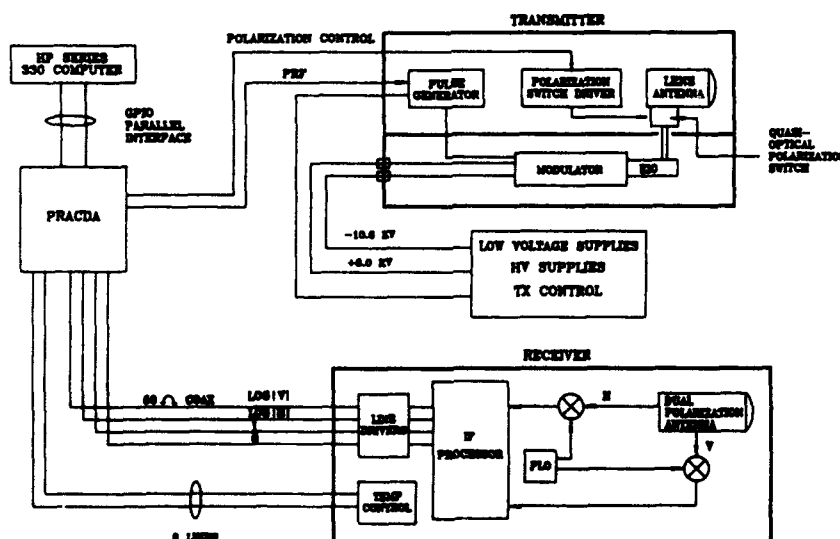 TRANSMITTER
HP SERIES
330 COMPUTER
POLARIZATION CONTROL
PRF
PULSE
GENERATOR
POLARIZATION
SWITCH DRIVER
LENS
ANTENNA
GPIO
PARALLEL
INTERFACE
QUASI-
OPTICAL
POLARIZATION
SWITCH
MODULATOR
EIO
PRACDA
-10.6 KV
+6.0 KV
LOW VOLTAGE SUPPLIES
HV SUPPLIES
TX CONTROL
RECEIVER
COAX
LOG|V|
LOG|H|
LINE
DRIVERS
IF
PROCESSOR
H
DUAL
POLARIZATION
ANTENNA
V
PLO
TEMP
CONTROL